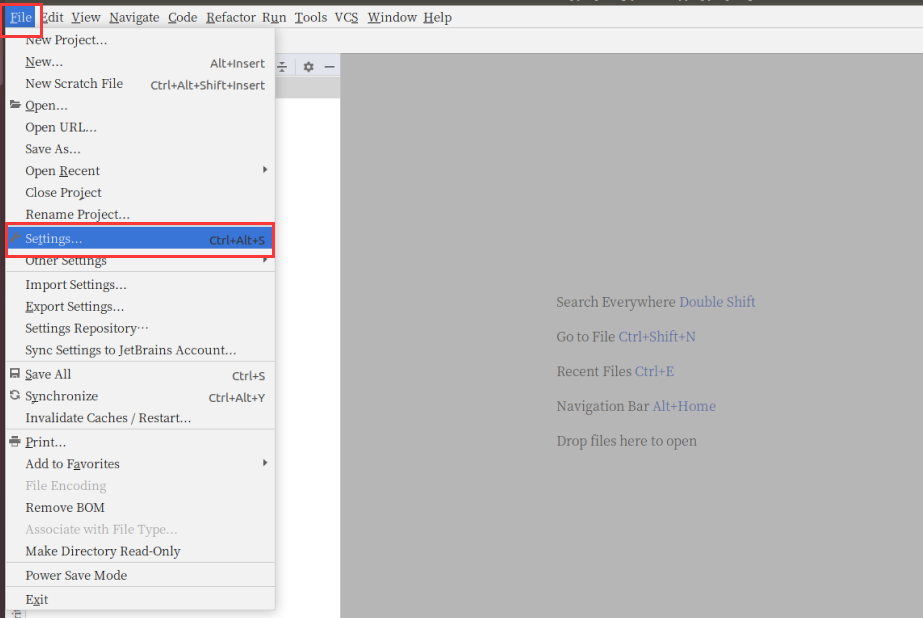 File Edit View Navigate Code Refactor Run Tools VCS Window Help
New Project...
New... Alt+Insert
New Scratch File Ctrl+Alt+Shift+Insert
Open...
Open URL...
Save As...
Open Recent
Close Project
Rename Project...
Settings... Ctrl+Alt+S
Other Settings
Import Settings...
Export Settings...
Settings Repository...
Sync Settings to JetBrains Account...
Save All Ctrl+S
Synchronize Ctrl+Alt+Y
Invalidate Caches / Restart...
Print...
Add to Favorites
File Encoding
Remove BOM
Associate with File Type...
Make Directory Read-Only
Power Save Mode
Exit
Search Everywhere Double Shift
Go to File Ctrl+Shift+N
Recent Files Ctrl+E
Navigation Bar Alt+Home
Drop files here to open